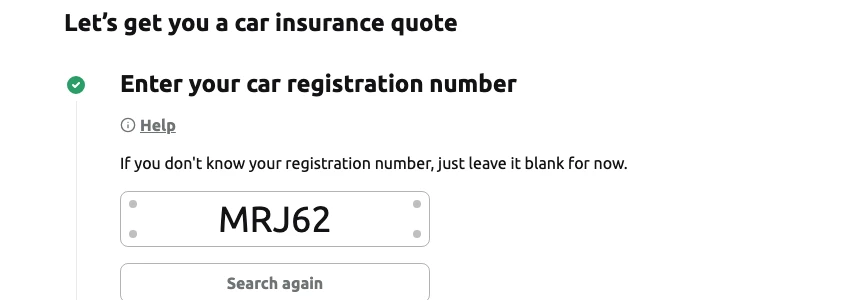 Let’s get you a car insurance quote
Enter your car registration number
Help
If you don't know your registration number, just leave it blank for now.
MRJ62
Search again